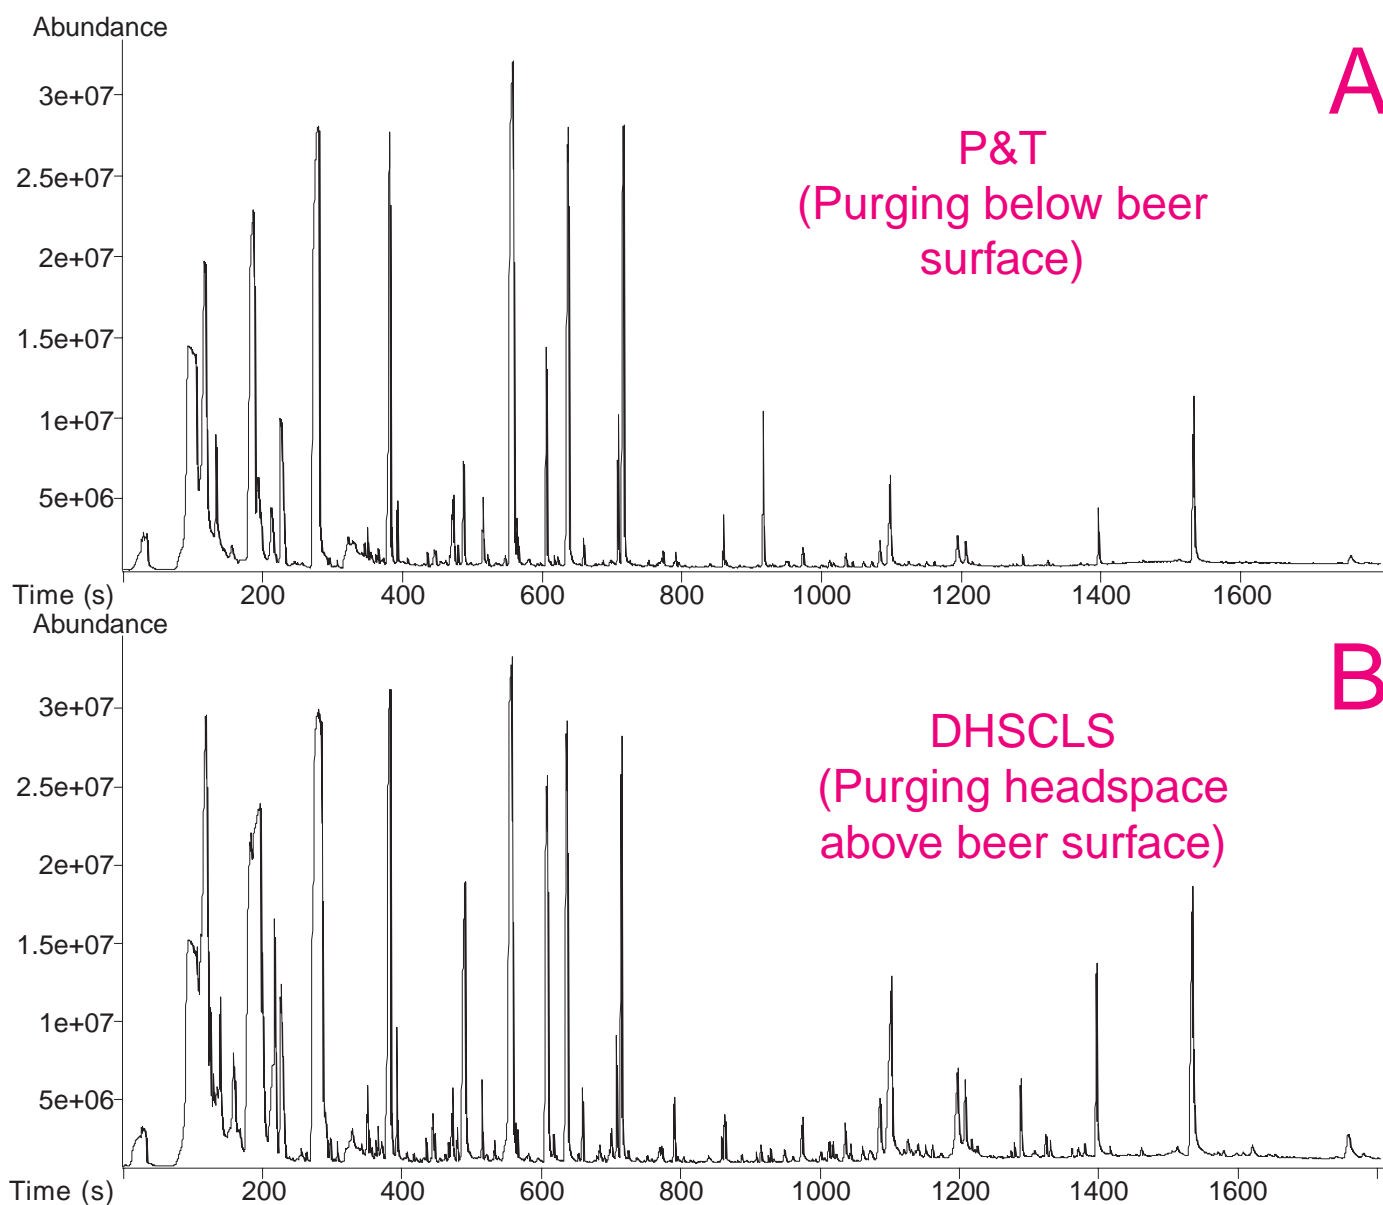 Abundance
A
3e+07
P&T
2.5e+07
(Purging below beer
surface)
2e+07
1.5e+07
1e+07
5e+06
Time (s) 200 400 600 800 1000 1200 1400 1600
Abundance
B
3e+07
DHSCLS
2.5e+07
(Purging headspace
above beer surface)
2e+07
1.5e+07
1e+07
5e+06
Time (s) 200 400 600 800 1000 1200 1400 1600